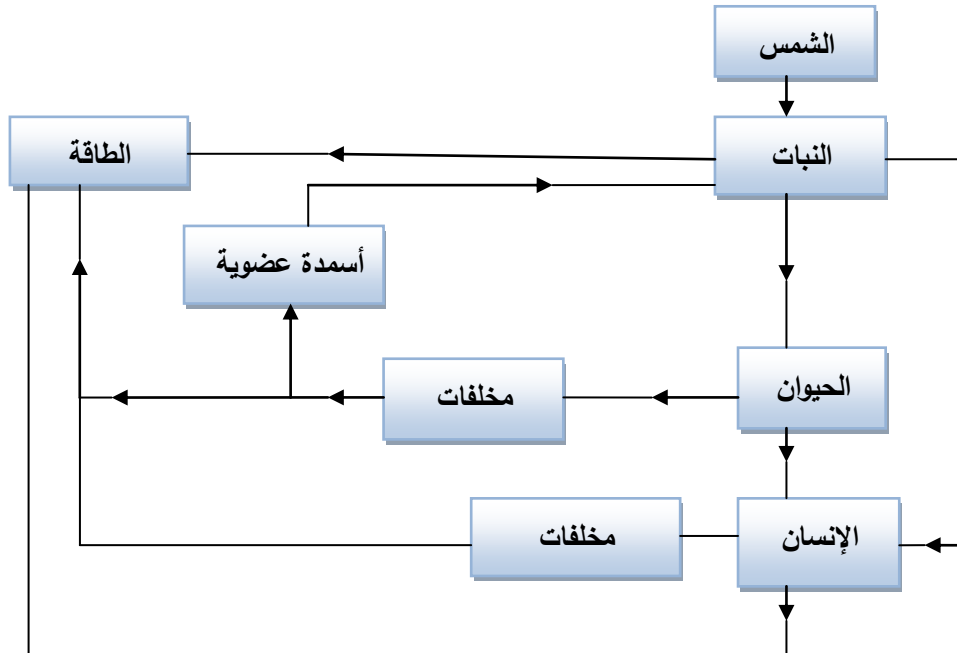 الشمس
النبات
الطاقة
أسمدة عضوية
الحيوان
مخلفات
الإنسان
مخلفات